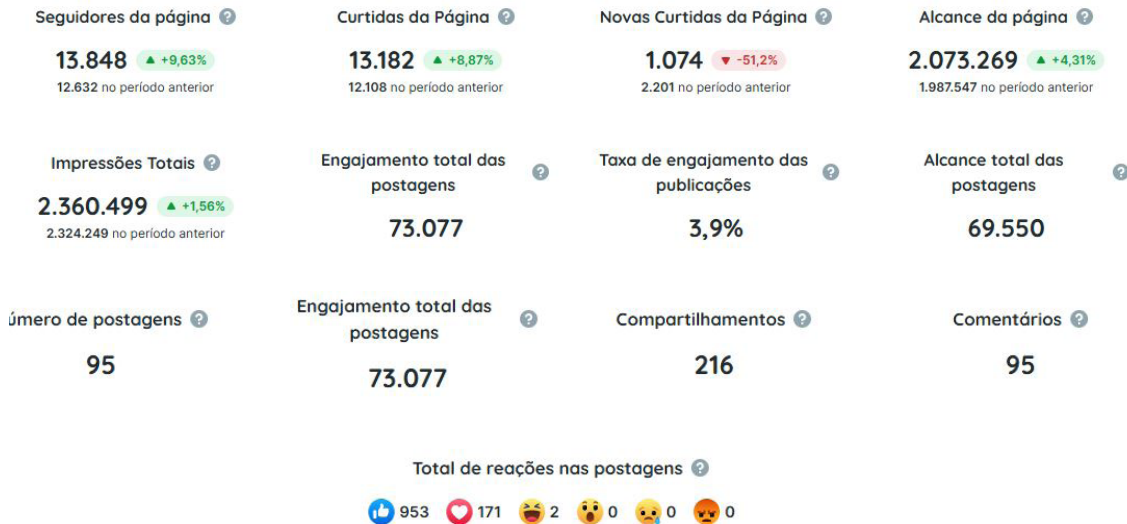 Seguidores da página ?
Curtidas da Página ?
Novas Curtidas da Página ?
Alcance da página ?
13.848 ▲ +9,63%
13.182 ▲ +8,87%
1.074 ▼ -51,2%
2.073.269 ▲ +4,31%
12.632 no período anterior
12.108 no período anterior
2.201 no período anterior
1.987.547 no período anterior
Impressões Totais ?
2.360.499 ▲ +1,56%
2.324.249 no período anterior
Engajamento total das
postagens ?
73.077
Taxa de engajamento das
publicações ?
3,9%
Alcance total das
postagens ?
69.550
úmero de postagens ?
95
Engajamento total das
postagens ?
73.077
Compartilhamentos ?
216
Comentários ?
95
Total de reações nas postagens ?
953 171 2 0 0 0